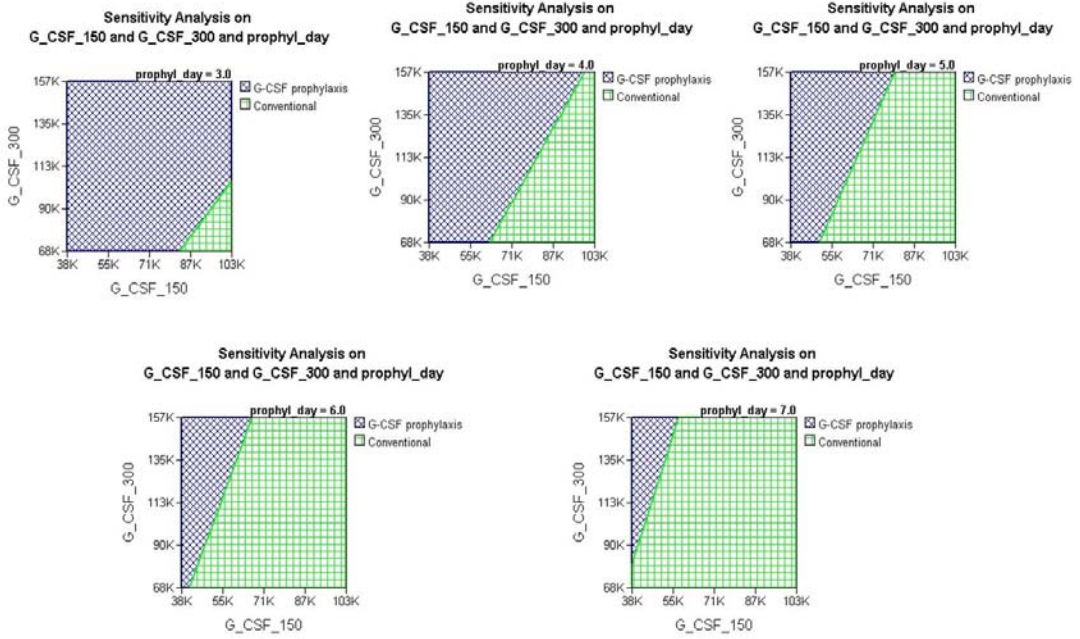 Sensitivity Analysis on
G_CSF_150 and G_CSF_300 and prophyl_day
prophyl_day = 3.0
G-CSF prophylaxis
Conventional
157K
135K
113K
90K
68K
G_CSF_300
38K 55K 71K 87K 103K
G_CSF_150
Sensitivity Analysis on
G_CSF_150 and G_CSF_300 and prophyl_day
prophyl_day = 4.0
G-CSF prophylaxis
Conventional
157K
135K
113K
90K
68K
G_CSF_300
38K 55K 71K 87K 103K
G_CSF_150
Sensitivity Analysis on
G_CSF_150 and G_CSF_300 and prophyl_day
prophyl_day = 5.0
G-CSF prophylaxis
Conventional
157K
135K
113K
90K
68K
G_CSF_300
38K 55K 71K 87K 103K
G_CSF_150
Sensitivity Analysis on
G_CSF_150 and G_CSF_300 and prophyl_day
prophyl_day = 6.0
G-CSF prophylaxis
Conventional
157K
135K
113K
90K
68K
G_CSF_300
38K 55K 71K 87K 103K
G_CSF_150
Sensitivity Analysis on
G_CSF_150 and G_CSF_300 and prophyl_day
prophyl_day = 7.0
G-CSF prophylaxis
Conventional
157K
135K
113K
90K
68K
G_CSF_300
38K 55K 71K 87K 103K
G_CSF_150